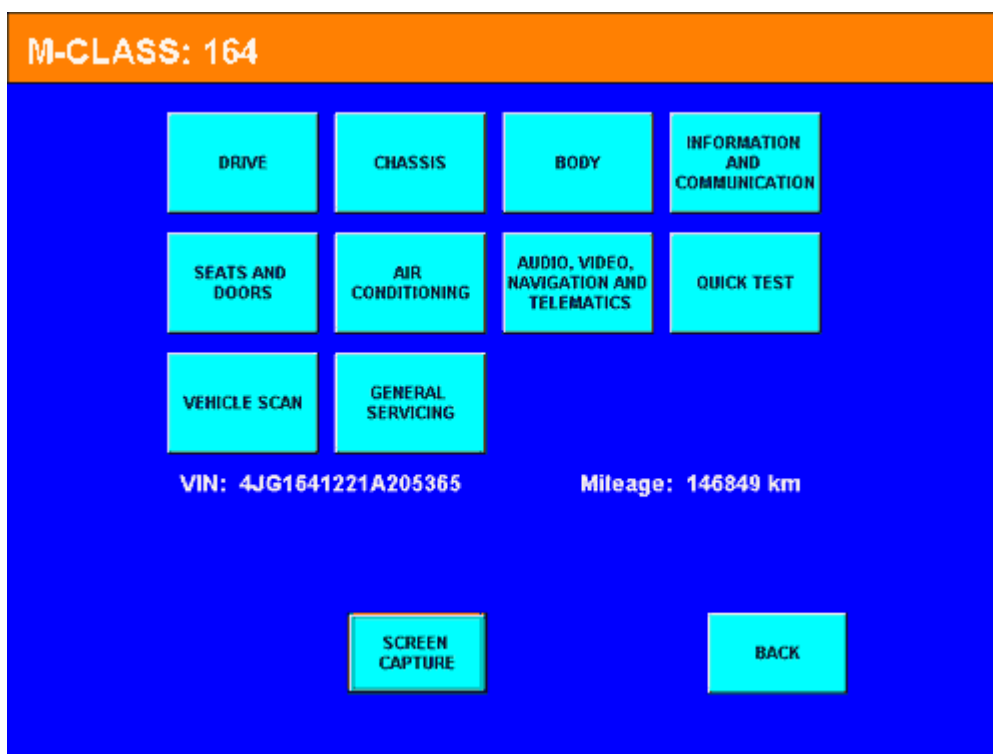 M-CLASS: 164
DRIVE
CHASSIS
BODY
INFORMATION
AND
COMMUNICATION
SEATS AND
DOORS
AIR
CONDITIONING
AUDIO, VIDEO,
NAVIGATION AND
TELEMATICS
QUICK TEST
VEHICLE SCAN
GENERAL
SERVICING
VIN: 4JG1641221A205365
Mileage: 146849 km
SCREEN
CAPTURE
BACK